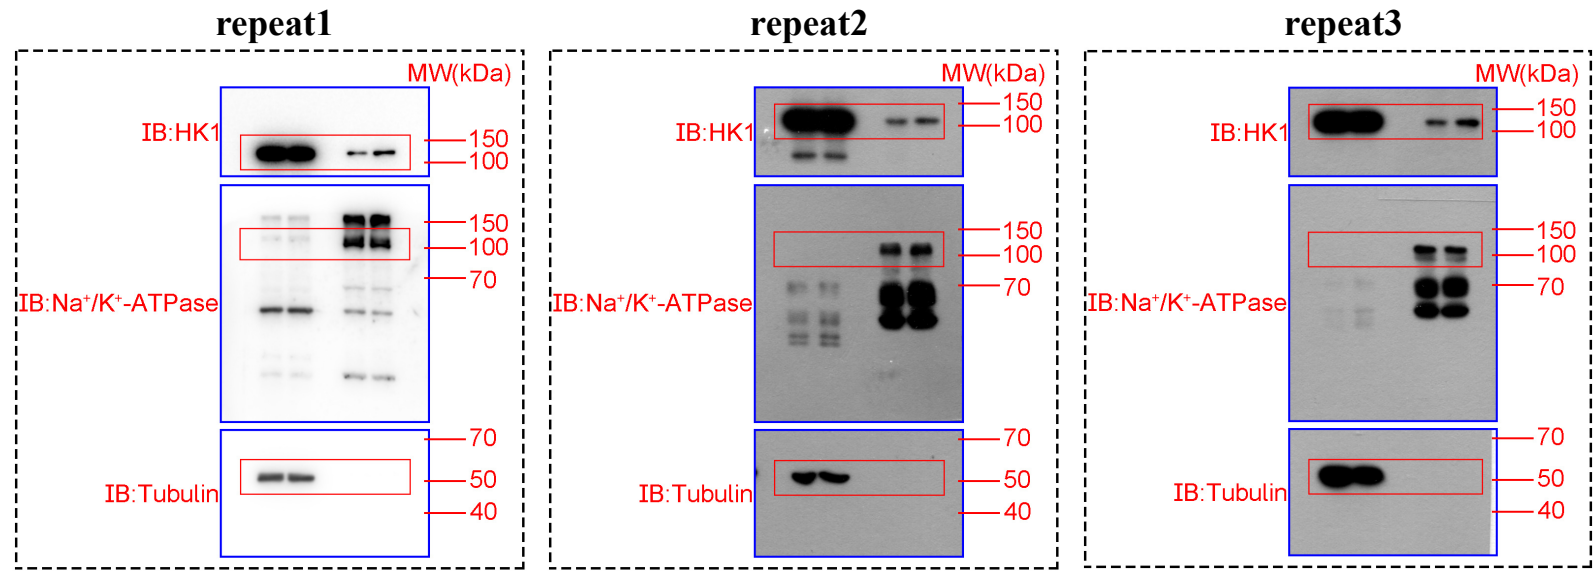 repeat1
MW(kDa)
IB:HK1
150
100
IB:Na⁺/K⁺-ATPase
150
100
70
IB:Tubulin
70
50
40
repeat2
MW(kDa)
IB:HK1
150
100
IB:Na⁺/K⁺-ATPase
150
100
70
IB:Tubulin
70
50
40
repeat3
MW(kDa)
IB:HK1
150
100
IB:Na⁺/K⁺-ATPase
150
100
70
IB:Tubulin
70
50
40